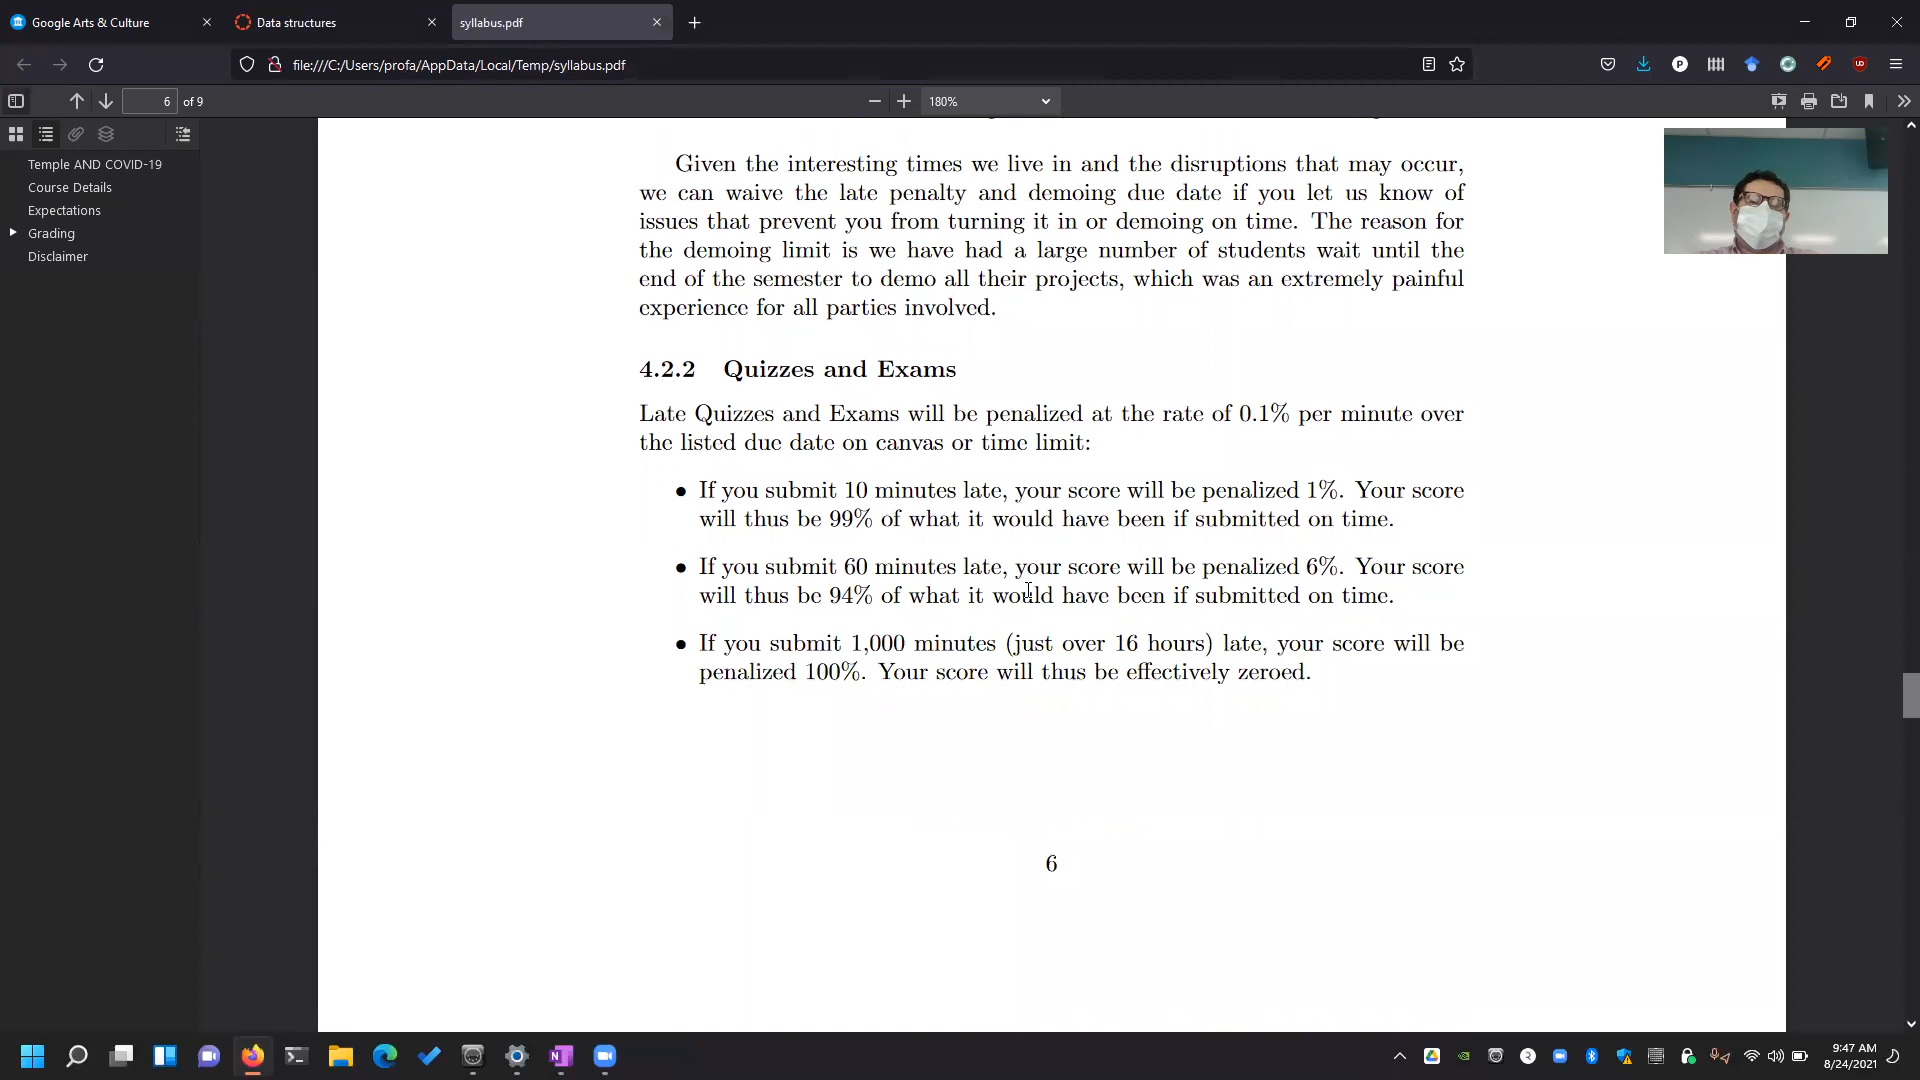 Google Arts & Culture
Data structures
syllabus.pdf
file:///C:/Users/profa/AppData/Local/Temp/syllabus.pdf
6 of 9
180%
Temple AND COVID-19
Course Details
Expectations
Grading
Disclaimer
Given the interesting times we live in and the disruptions that may occur,
we can waive the late penalty and demoing due date if you let us know of
issues that prevent you from turning it in or demoing on time. The reason for
the demoing limit is we have had a large number of students wait until the
end of the semester to demo all their projects, which was an extremely painful
experience for all parties involved.
4.2.2 Quizzes and Exams
Late Quizzes and Exams will be penalized at the rate of 0.1% per minute over
the listed due date on canvas or time limit:
• If you submit 10 minutes late, your score will be penalized 1%. Your score
will thus be 99% of what it would have been if submitted on time.
• If you submit 60 minutes late, your score will be penalized 6%. Your score
will thus be 94% of what it would have been if submitted on time.
• If you submit 1,000 minutes (just over 16 hours) late, your score will be
penalized 100%. Your score will thus be effectively zeroed.
6
9:47 AM
8/24/2021